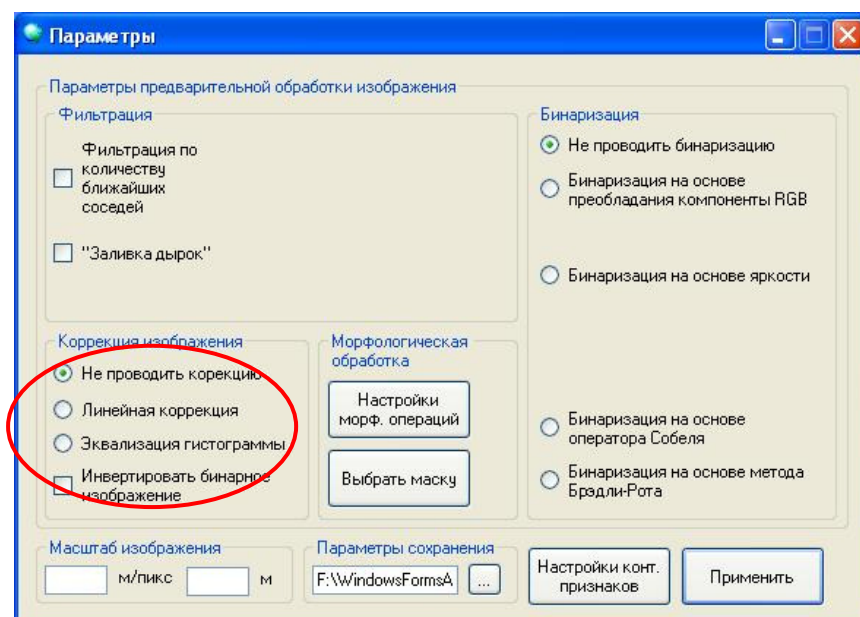 Параметры
Параметры предварительной обработки изображения
Фильтрация
Фильтрация по
количеству
ближайших
соседей
"Заливка дырок"
Бинаризация
Не проводить бинаризацию
Бинаризация на основе
преобладания компоненты RGB
Бинаризация на основе яркости
Бинаризация на основе
оператора Собеля
Бинаризация на основе метода
Брэдли-Рота
Коррекция изображения
Не проводить корекцию
Линейная коррекция
Эквализация гистограммы
Инвертировать бинарное
изображение
Морфологическая
обработка
Настройки
морф. операций
Выбрать маску
Масштаб изображения
м/пикс
м
Параметры сохранения
F:\WindowsFormsA
...
Настройки конт.
признаков
Применить